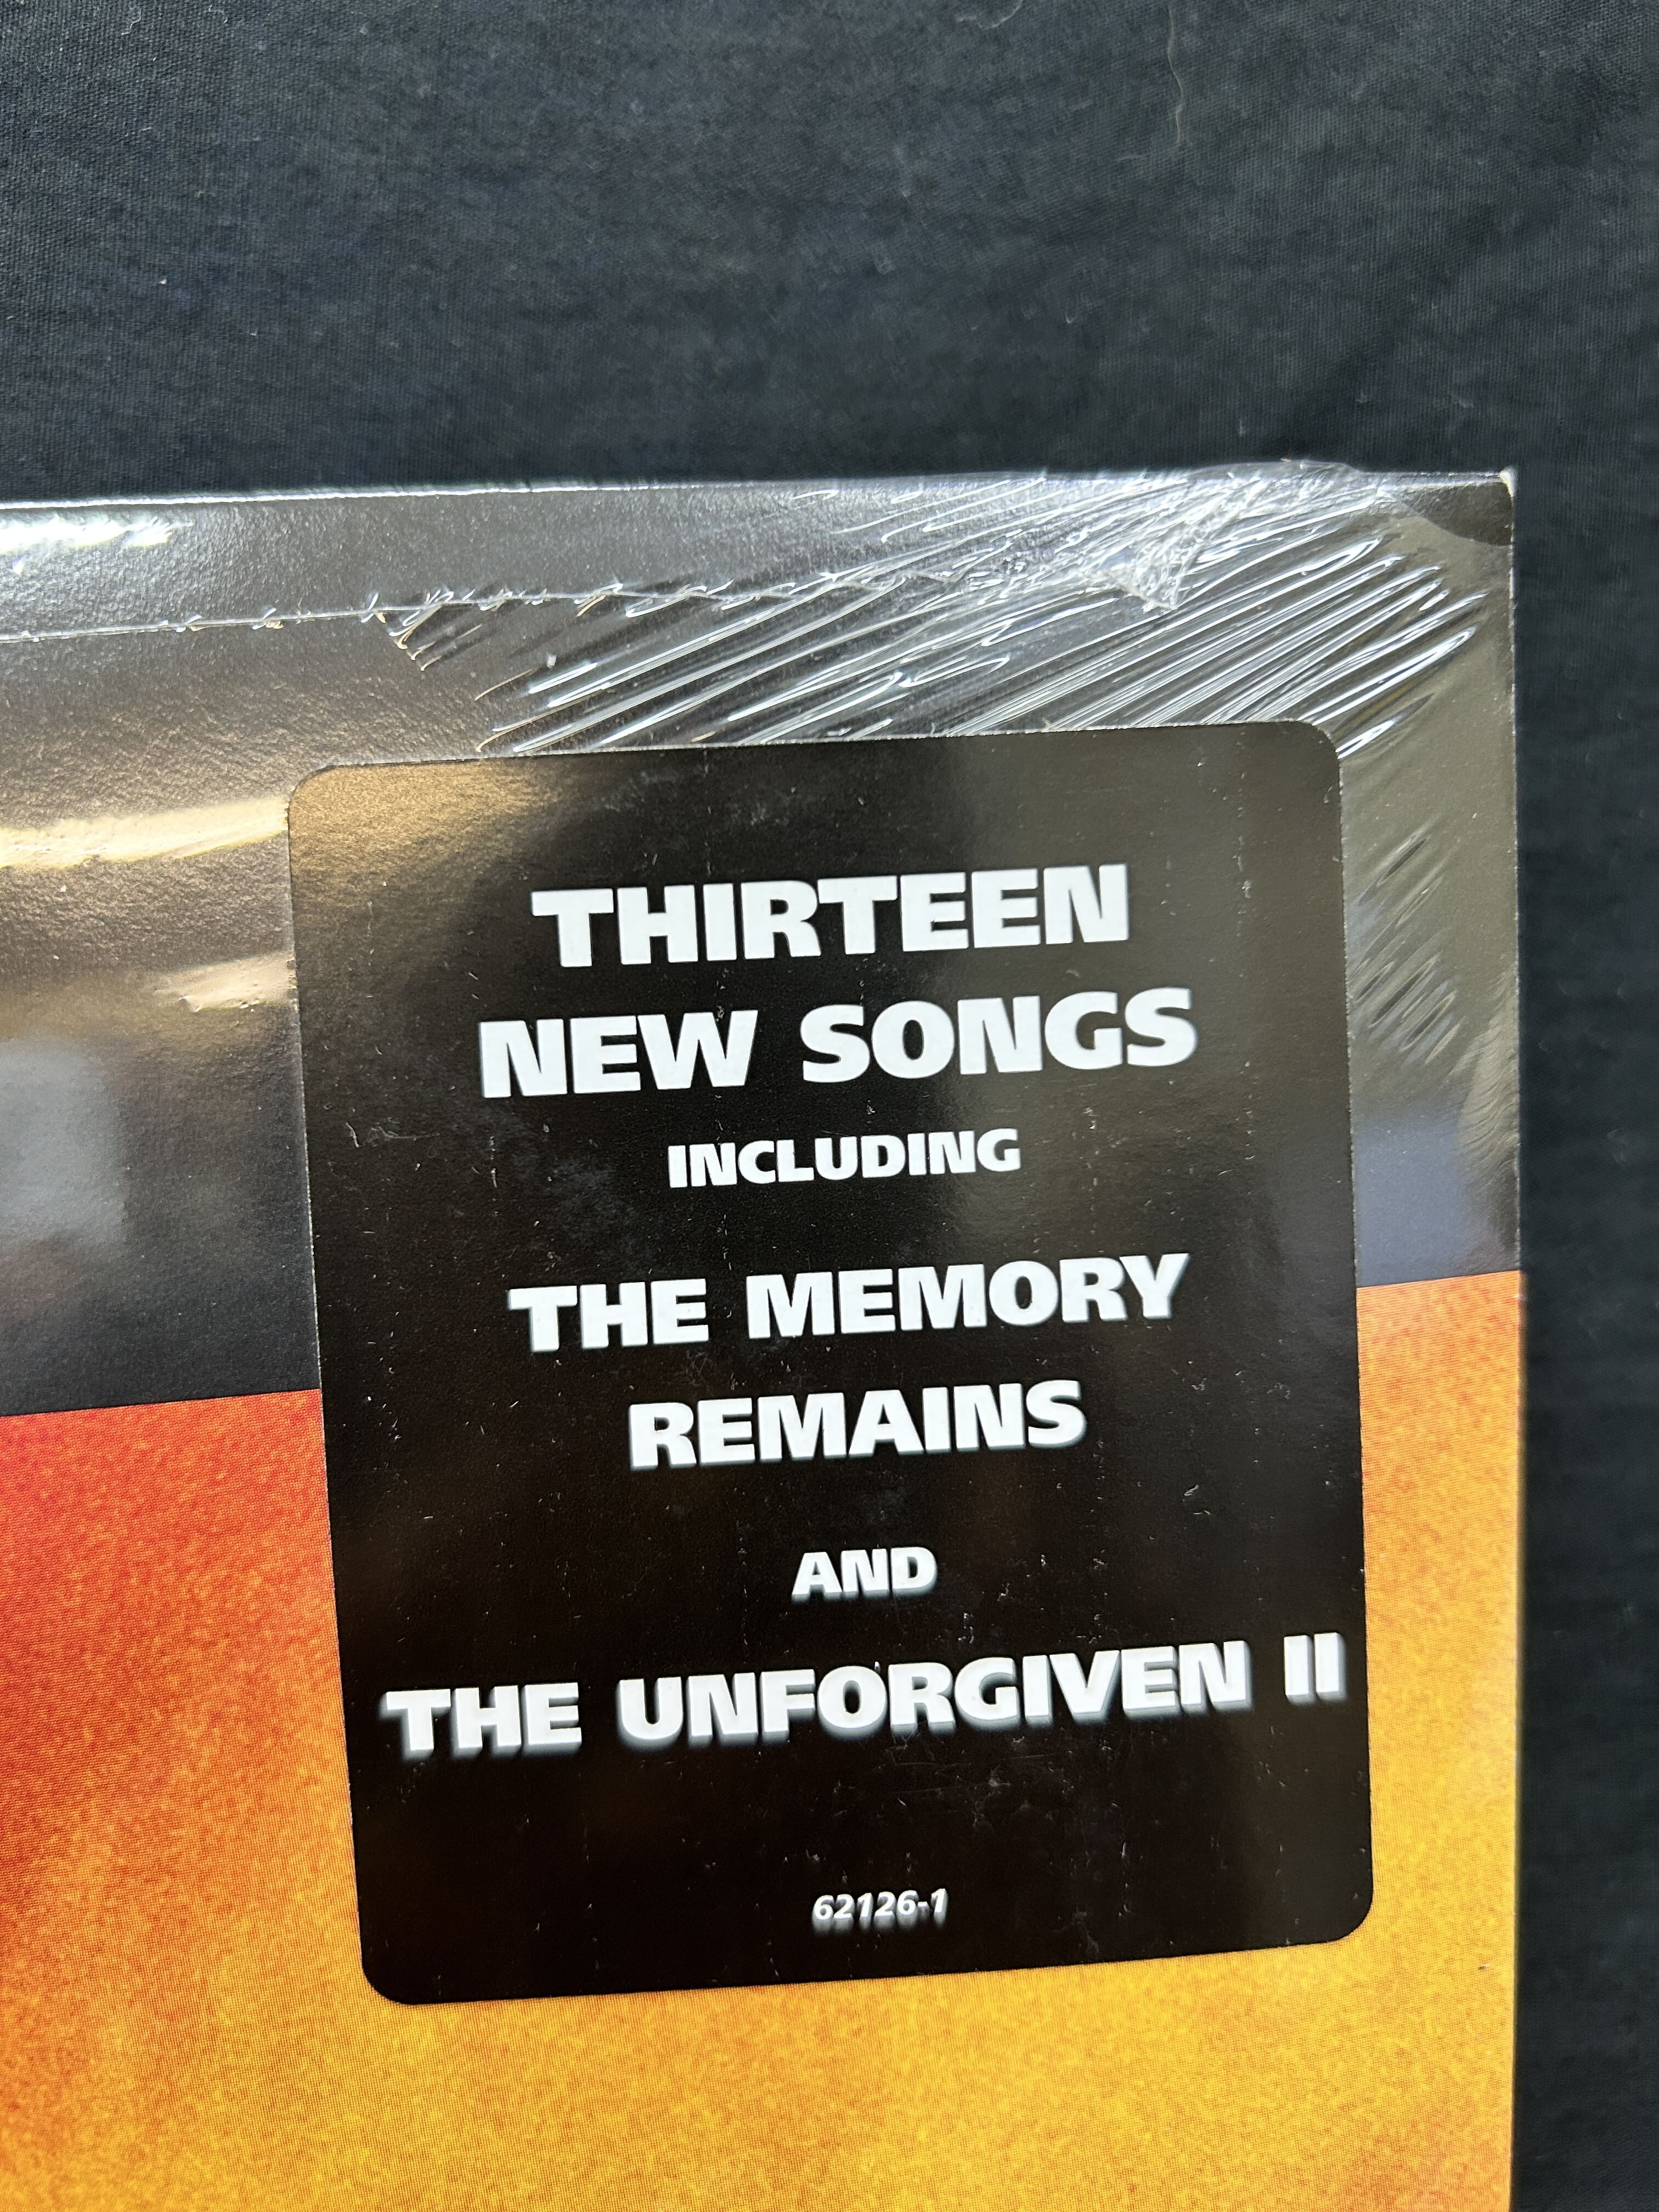 THIRTEEN
NEW SONGS
INCLUDING
THE MEMORY
REMAINS
AND
THE UNFORGIVEN II
62126-1